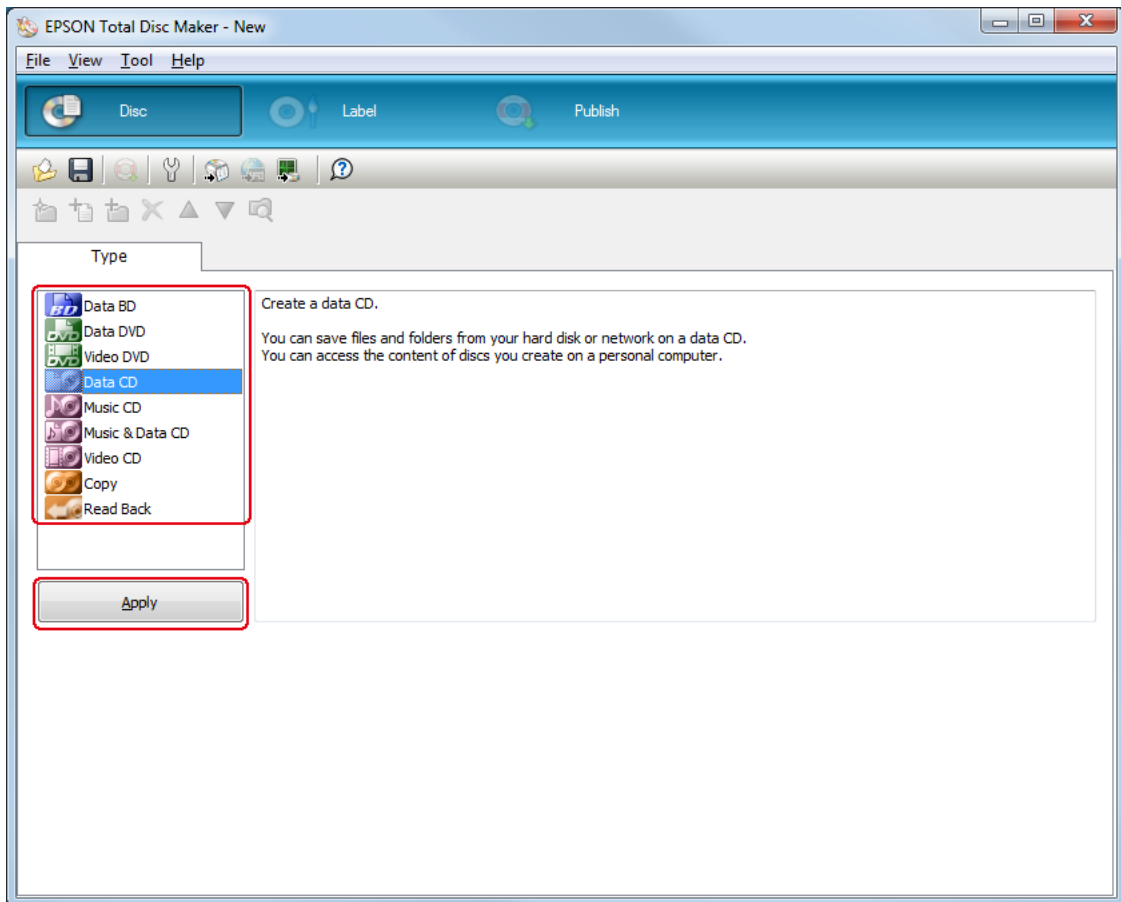 EPSON Total Disc Maker - New
File View Tool Help
Disc Label Publish
Type
Data BD
Data DVD
Video DVD
Data CD
Music CD
Music & Data CD
Video CD
Copy
Read Back
Apply
Create a data CD.
You can save files and folders from your hard disk or network on a data CD.
You can access the content of discs you create on a personal computer.